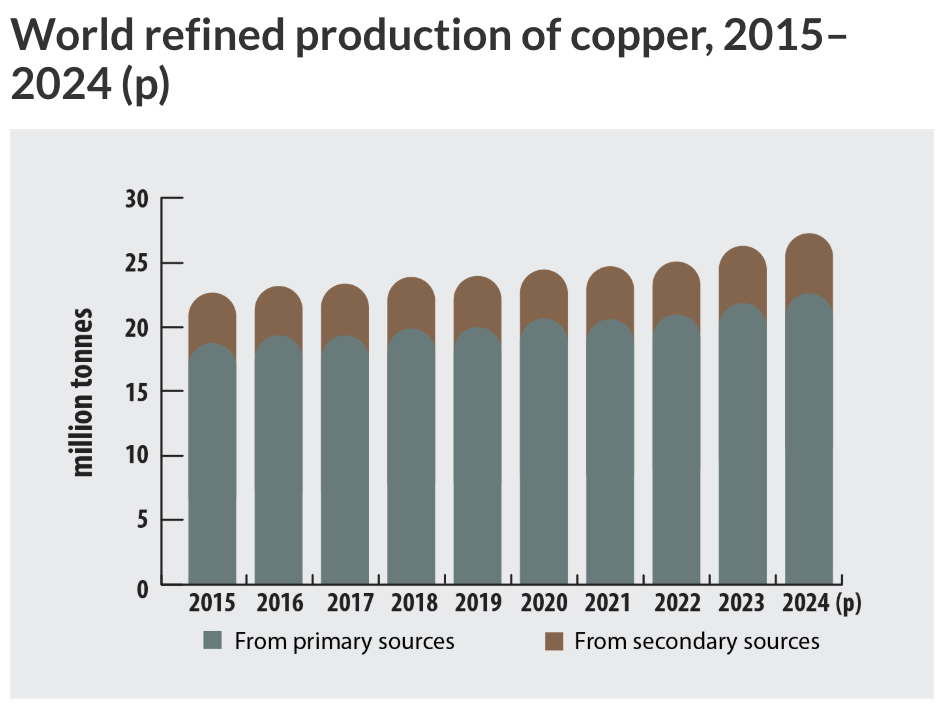 World refined production of copper, 2015–
2024 (p)
30
25
20
15
10
5
0
million tonnes
2015 2016 2017 2018 2019 2020 2021 2022 2023 2024 (p)
From primary sources From secondary sources